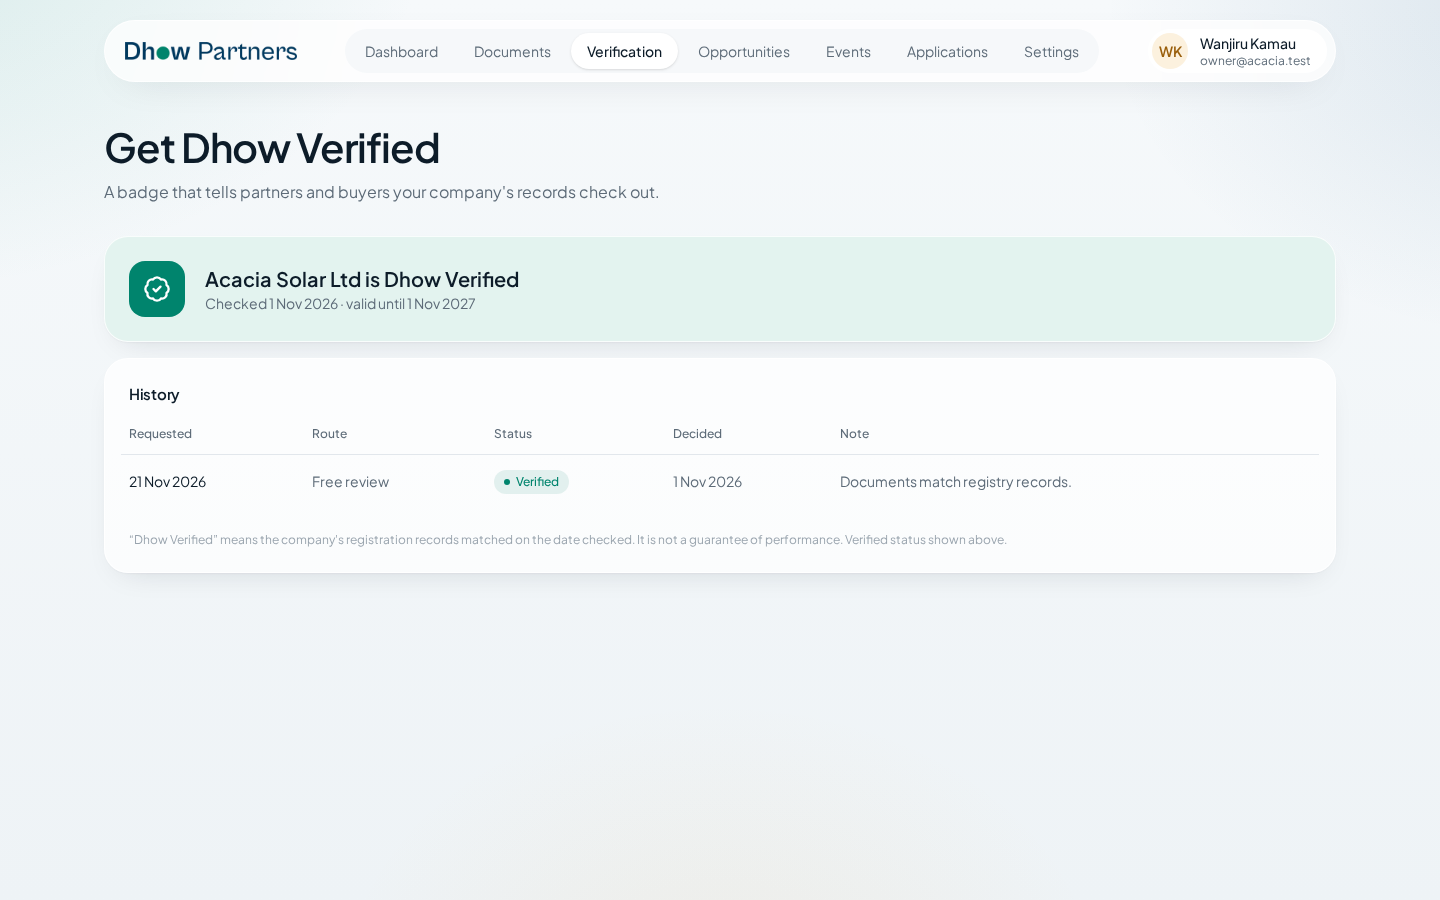 Dhow Partners
Dashboard
Documents
Verification
Opportunities
Events
Applications
Settings
WK
Wanjiru Kamau
owner@acacia.test
Get Dhow Verified
A badge that tells partners and buyers your company's records check out.
Acacia Solar Ltd is Dhow Verified
Checked 1 Nov 2026 · valid until 1 Nov 2027
History
Requested Route Status Decided Note
21 Nov 2026 Free review Verified 1 Nov 2026 Documents match registry records.
“Dhow Verified” means the company's registration records matched on the date checked. It is not a guarantee of performance. Verified status shown above.